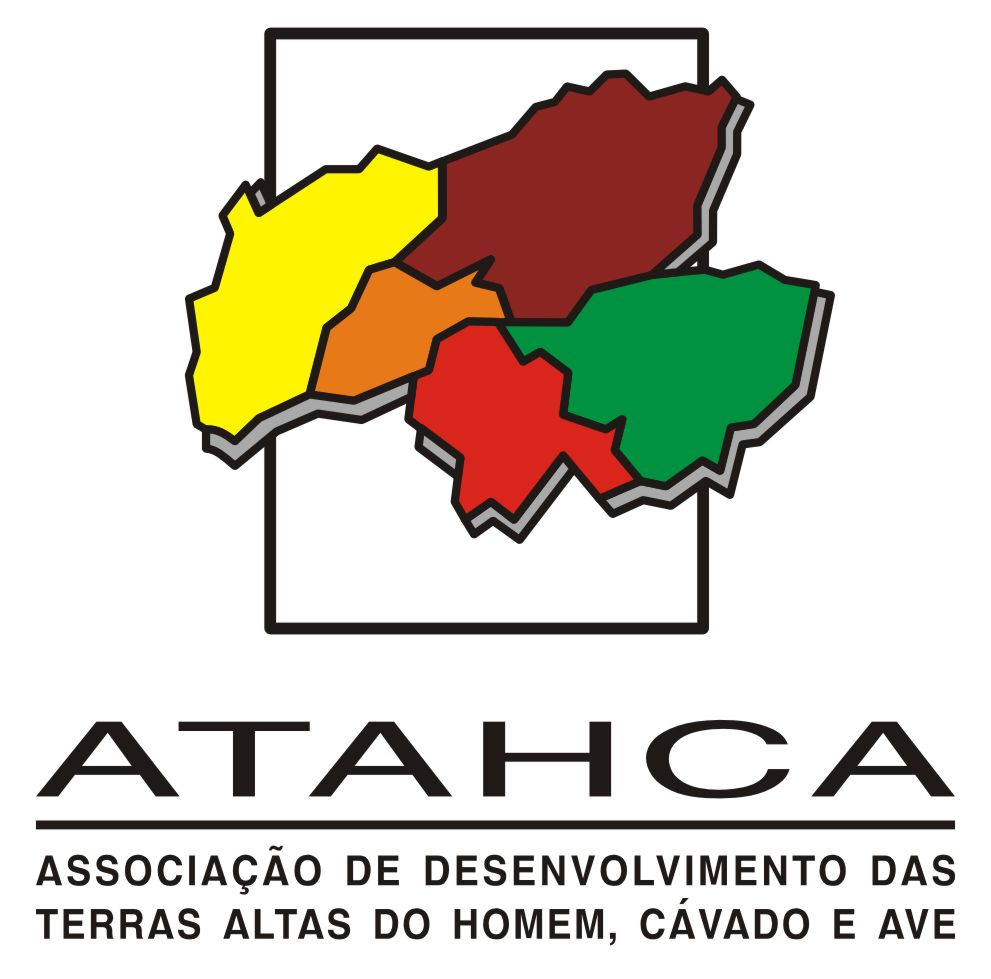 ATAHCA
ASSOCIAÇÃO DE DESENVOLVIMENTO DAS
TERRAS ALTAS DO HOMEM, CÁVADO E AVE